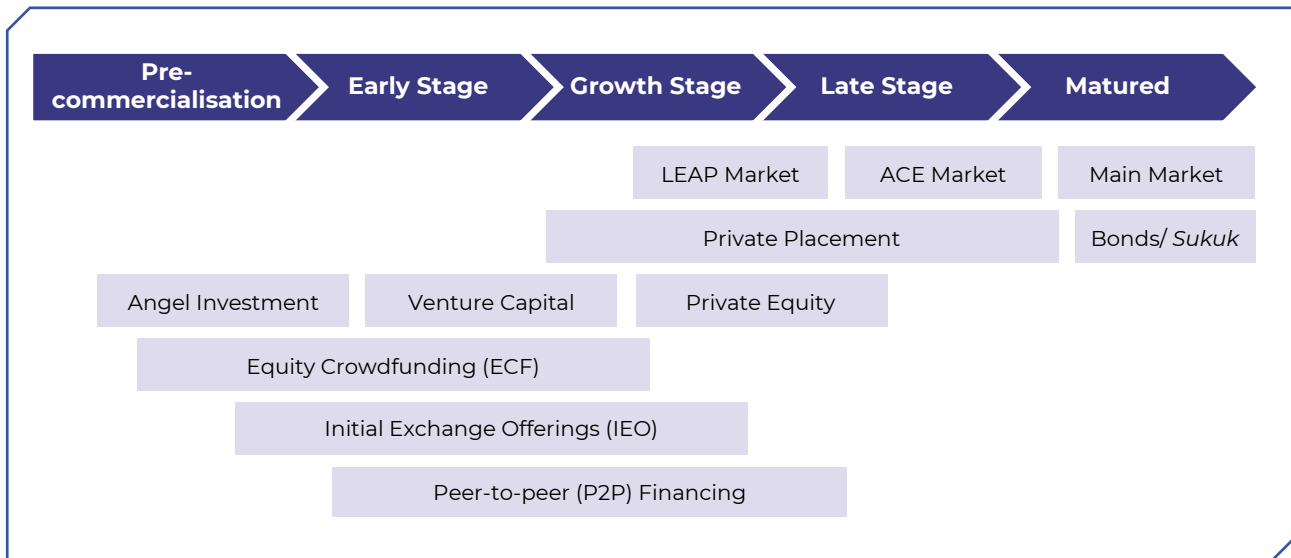 Pre-
commercialisation
Early Stage
Growth Stage
Late Stage
Matured
LEAP Market
ACE Market
Main Market
Private Placement
Bonds/ Sukuk
Angel Investment
Venture Capital
Private Equity
Equity Crowdfunding (ECF)
Initial Exchange Offerings (IEO)
Peer-to-peer (P2P) Financing